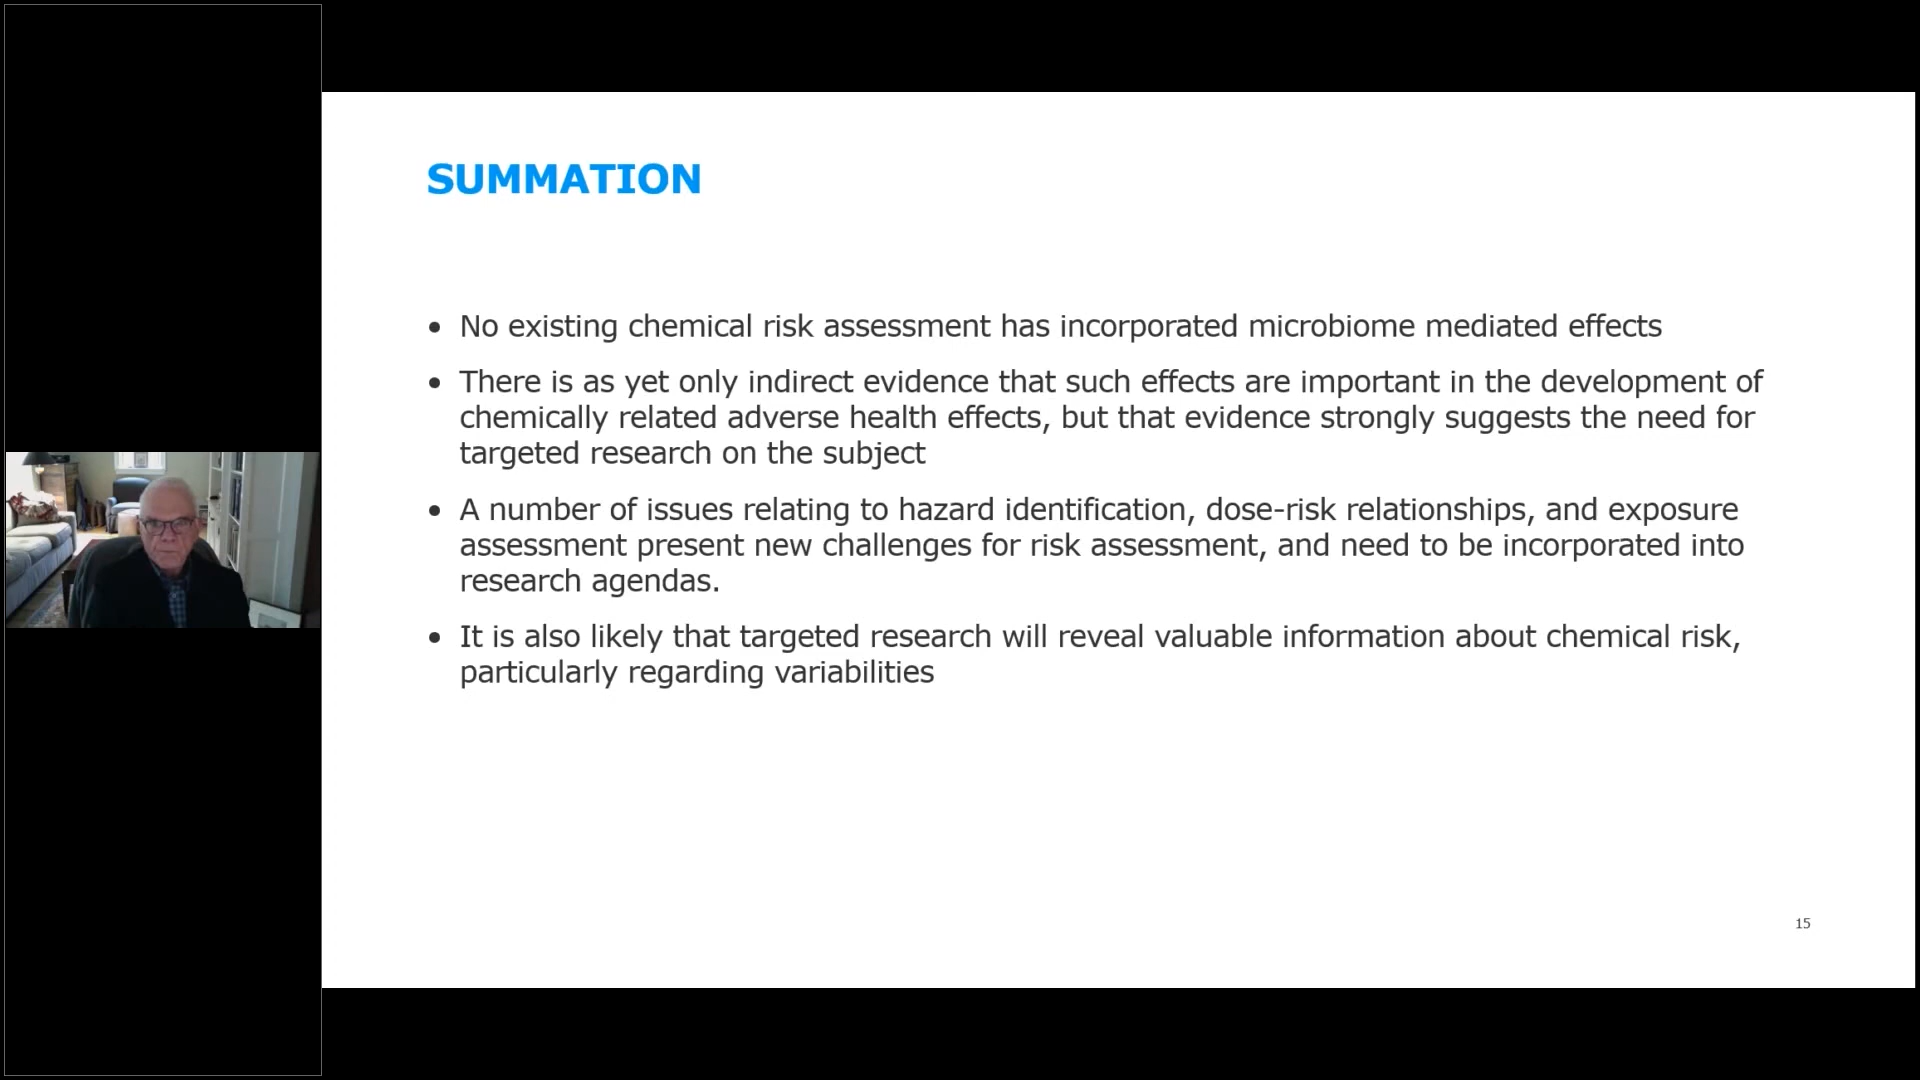 SUMMATION
• No existing chemical risk assessment has incorporated microbiome mediated effects
• There is as yet only indirect evidence that such effects are important in the development of
chemically related adverse health effects, but that evidence strongly suggests the need for
targeted research on the subject
• A number of issues relating to hazard identification, dose-risk relationships, and exposure
assessment present new challenges for risk assessment, and need to be incorporated into
research agendas.
• It is also likely that targeted research will reveal valuable information about chemical risk,
particularly regarding variabilities
15